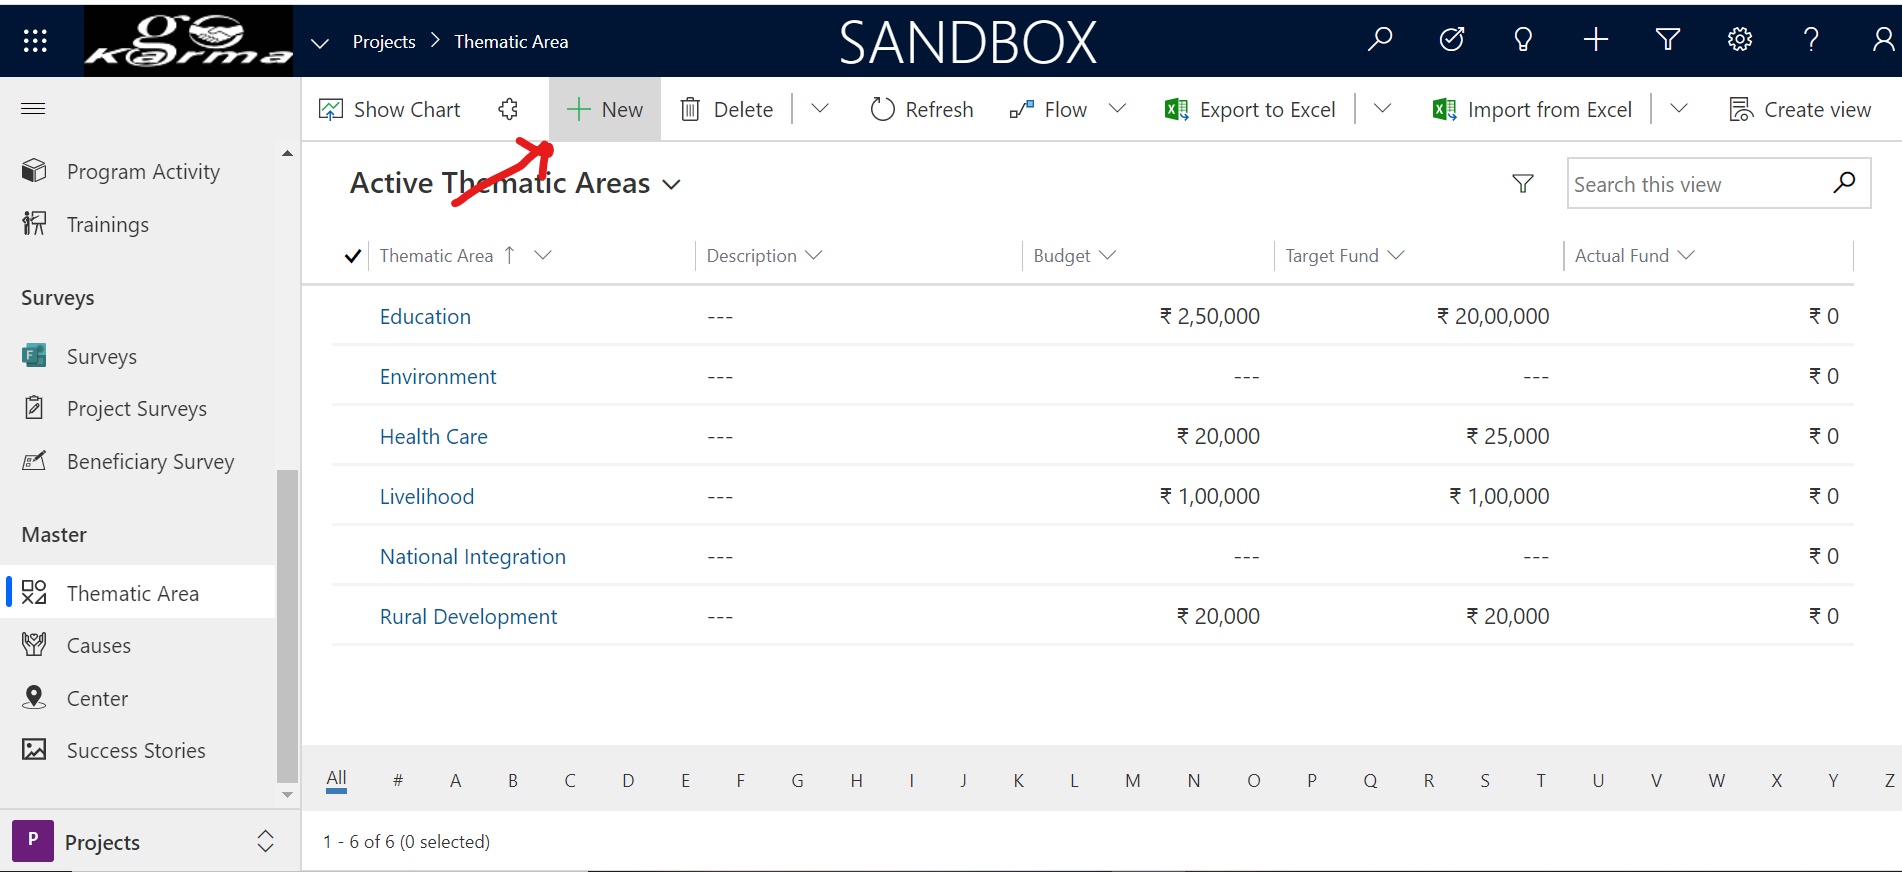 go
karma
Projects > Thematic Area
SANDBOX
Show Chart
New
Delete
Refresh
Flow
Export to Excel
Import from Excel
Create view
Program Activity
Trainings
Surveys
Surveys
Project Surveys
Beneficiary Survey
Master
Thematic Area
Causes
Center
Success Stories
P Projects
Active Thematic Areas
Search this view
Thematic Area ↑ Description Budget Target Fund Actual Fund
Education --- ₹ 2,50,000 ₹ 20,00,000 ₹ 0
Environment --- --- --- ₹ 0
Health Care --- ₹ 20,000 ₹ 25,000 ₹ 0
Livelihood --- ₹ 1,00,000 ₹ 1,00,000 ₹ 0
National Integration --- --- --- ₹ 0
Rural Development --- ₹ 20,000 ₹ 20,000 ₹ 0
All # A B C D E F G H I J K L M N O P Q R S T U V W X Y Z
1 - 6 of 6 (0 selected)